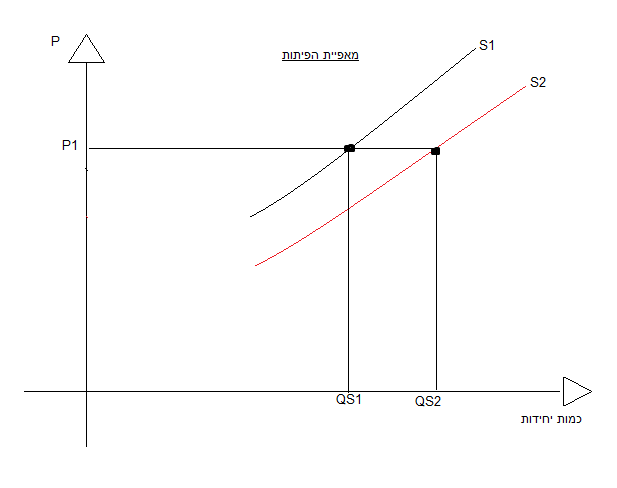 P
מאפיית הפיתות
S1
S2
P1
QS1
QS2
כמות יחידות